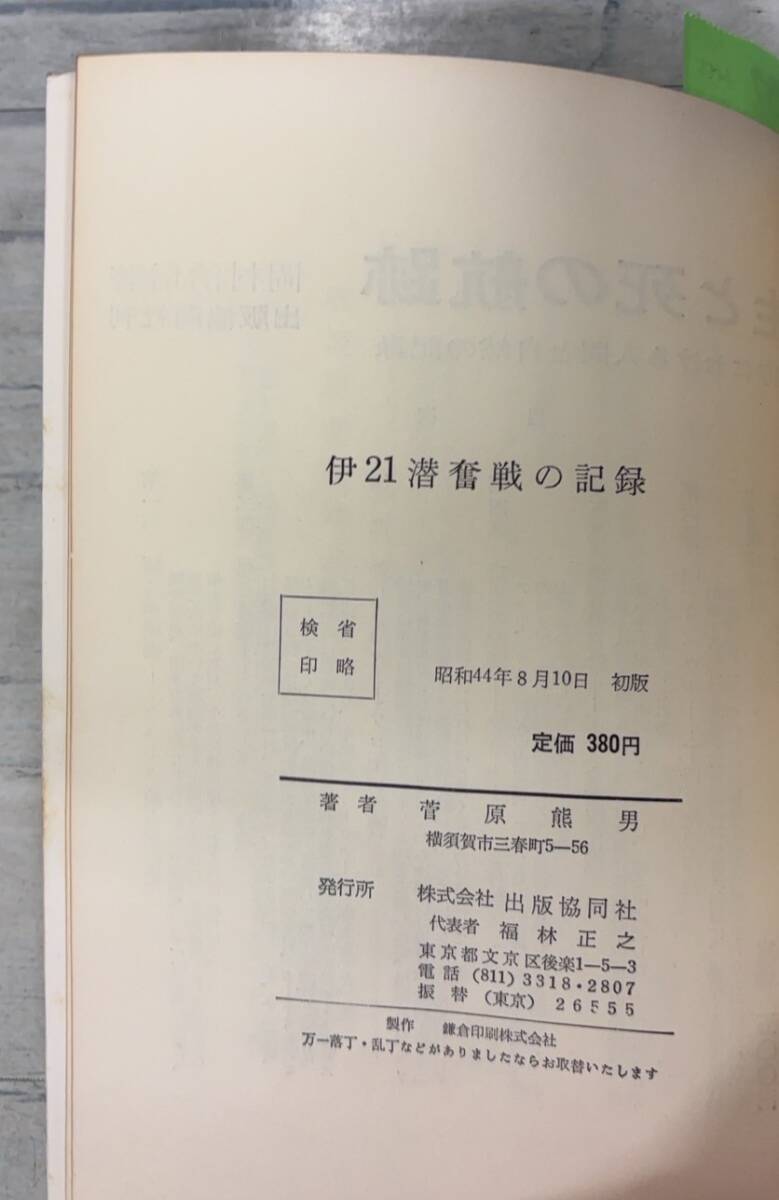 と死の航跡
伊21潜奮戦の記録
検省
印略
昭和44年8月10日 初版
定価 380円
著者 菅原熊男
横須賀市三春町5—56
発行所 株式会社 出版協同社
代表者 福林正之
東京都文京区後楽1—5—3
電話 (811) 3318・2807
振替 (東京) 26555
製作 鎌倉印刷株式会社
万一落丁・乱丁などがありましたならお取替いたします